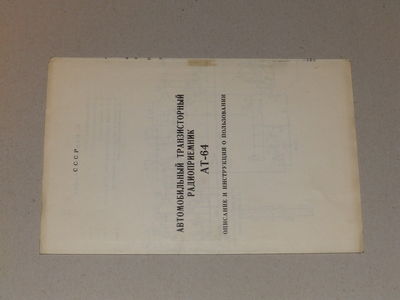 СССР
АВТОМОБИЛЬНЫЙ ТРАНЗИСТОРНЫЙ
РАДИОПРИЕМНИК
АТ-64
ОПИСАНИЕ И ИНСТРУКЦИЯ О ПОЛЬЗОВАНИИ